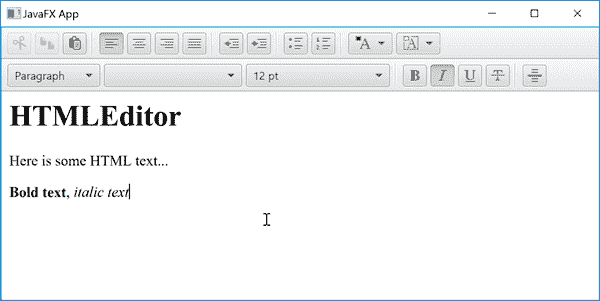 JavaFX App
Paragraph 12 pt B I U T
HTMLEditor
Here is some HTML text...
Bold text, italic text